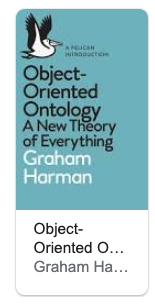 A PELICAN
INTRODUCTION
Object-
Oriented
Ontology
A New Theory
of Everything
Graham
Harman
Object-
Oriented O...
Graham Ha...